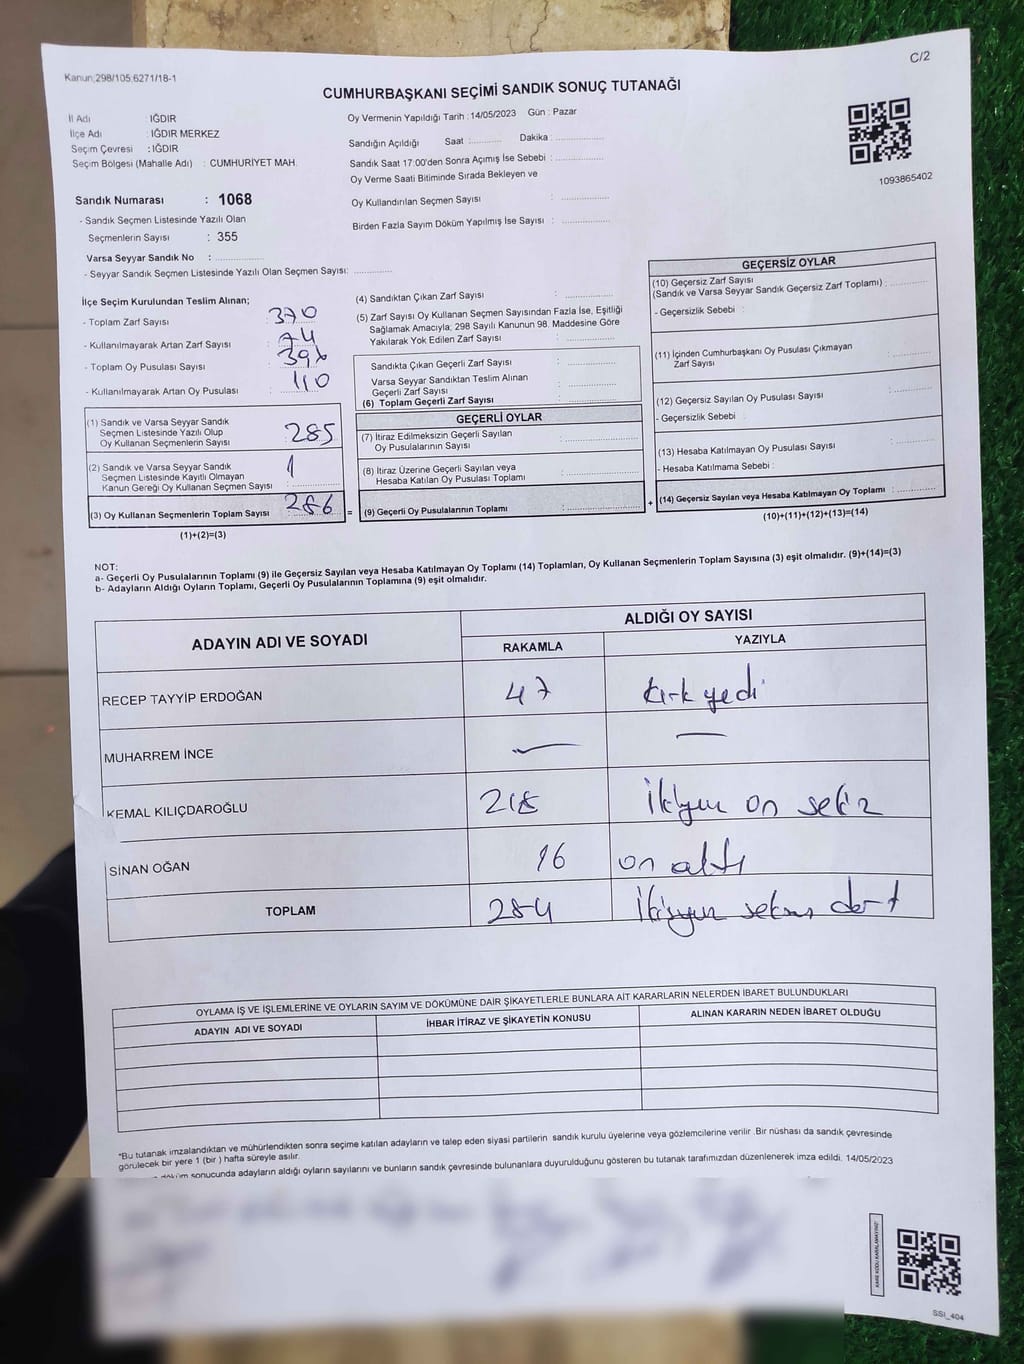 C/2
Kanun;298/105;6271/18-1
CUMHURBAŞKANI SEÇİMİ SANDIK SONUÇ TUTANAĞI
İl Adı : IĞDIR
İlçe Adı : IĞDIR MERKEZ
Seçim Çevresi : IĞDIR
Seçim Bölgesi (Mahalle Adı) : CUMHURİYET MAH.
Sandık Numarası : 1068
- Sandık Seçmen Listesinde Yazılı Olan
Seçmenlerin Sayısı : 355
Varsa Seyyar Sandık No : ................
- Seyyar Sandık Seçmen Listesinde Yazılı Olan Seçmen Sayısı: ............
Oy Vermenin Yapıldığı Tarih : 14/05/2023 Gün : Pazar
Sandığın Açıldığı Saat : .......... Dakika : ...............
Sandık Saat 17:00'den Sonra Açımış İse Sebebi : ...............
Oy Verme Saati Bitiminde Sırada Bekleyen ve
Oy Kullandırılan Seçmen Sayısı : ...............
Birden Fazla Sayım Döküm Yapılmış İse Sayısı : ...............
1093865402
İlçe Seçim Kurulundan Teslim Alınan;
- Toplam Zarf Sayısı : 370
- Kullanılmayarak Artan Zarf Sayısı : 74
- Toplam Oy Pusulası Sayısı :
- Kullanılmayarak Artan Oy Pusulası : 110
(1) Sandık ve Varsa Seyyar Sandık
Seçmen Listesinde Yazılı Olup
Oy Kullanan Seçmenlerin Sayısı : 285
(2) Sandık ve Varsa Seyyar Sandık
Seçmen Listesinde Kayıtlı Olmayan
Kanun Gereği Oy Kullanan Seçmen Sayısı : 1
(3) Oy Kullanan Seçmenlerin Toplam Sayısı : 286 =
(1)+(2)=(3)
(4) Sandıktan Çıkan Zarf Sayısı : ...............
(5) Zarf Sayısı Oy Kullanan Seçmen Sayısından Fazla İse, Eşitliği
Sağlamak Amacıyla, 298 Sayılı Kanunun 98. Maddesine Göre
Yakılarak Yok Edilen Zarf Sayısı : ...............
Sandıkta Çıkan Geçerli Zarf Sayısı : ...............
Varsa Seyyar Sandıktan Teslim Alınan
Geçerli Zarf Sayısı : ...............
(6) Toplam Geçerli Zarf Sayısı : ...............
GEÇERLİ OYLAR
(7) İtiraz Edilmeksizin Geçerli Sayılan
Oy Pusulalarının Sayısı : ...............
(8) İtiraz Üzerine Geçerli Sayılan veya
Hesaba Katılan Oy Pusulası Toplamı : ...............
(9) Geçerli Oy Pusulalarının Toplamı : ............... +
GEÇERSİZ OYLAR
(10) Geçersiz Zarf Sayısı
(Sandık ve Varsa Seyyar Sandık Geçersiz Zarf Toplamı) : ...........
- Geçersizlik Sebebi :
(11) İçinden Cumhurbaşkanı Oy Pusulası Çıkmayan
Zarf Sayısı : ...........
(12) Geçersiz Sayılan Oy Pusulası Sayısı : ...........
- Geçersizlik Sebebi :
(13) Hesaba Katılmayan Oy Pusulası Sayısı : ...........
- Hesaba Katılmama Sebebi :
(14) Geçersiz Sayılan veya Hesaba Katılmayan Oy Toplamı : ...........
(10)+(11)+(12)+(13)=(14)
NOT:
a- Geçerli Oy Pusulalarının Toplamı (9) ile Geçersiz Sayılan veya Hesaba Katılmayan Oy Toplamı (14) Toplamları, Oy Kullanan Seçmenlerin Toplam Sayısına (3) eşit olmalıdır. (9)+(14)=(3)
b- Adayların Aldığı Oyların Toplamı, Geçerli Oy Pusulalarının Toplamına (9) eşit olmalıdır.
ADAYIN ADI VE SOYADI ALDIĞI OY SAYISI
RAKAMLA YAZIYLA
RECEP TAYYİP ERDOĞAN 47 kırk yedi
MUHARREM İNCE — —
KEMAL KILIÇDAROĞLU 218 İkiyüz on sekiz
SİNAN OĞAN 16 on altı
TOPLAM 284 İkiyüz seksen dört
OYLAMA İŞ VE İŞLEMLERİNE VE OYLARIN SAYIM VE DÖKÜMÜNE DAİR ŞİKAYETLERLE BUNLARA AİT KARARLARIN NELERDEN İBARET BULUNDUKLARI
ADAYIN ADI VE SOYADI İHBAR İTİRAZ VE ŞİKAYETİN KONUSU ALINAN KARARIN NEDEN İBARET OLDUĞU
*Bu tutanak imzalandıktan ve mühürlendikten sonra seçime katılan adayların ve talep eden siyasi partilerin sandık kurulu üyelerine veya gözlemcilerine verilir .Bir nüshası da sandık çevresinde
görülecek bir yere 1 (bir ) hafta süreyle asılır.
döküm sonucunda adayların aldığı oyların sayılarını ve bunların sandık çevresinde bulunanlara duyurulduğunu gösteren bu tutanak tarafımızdan düzenlenerek imza edildi. 14/05/2023
KARE KODU KARALAMAYINIZ!
SSİ_404